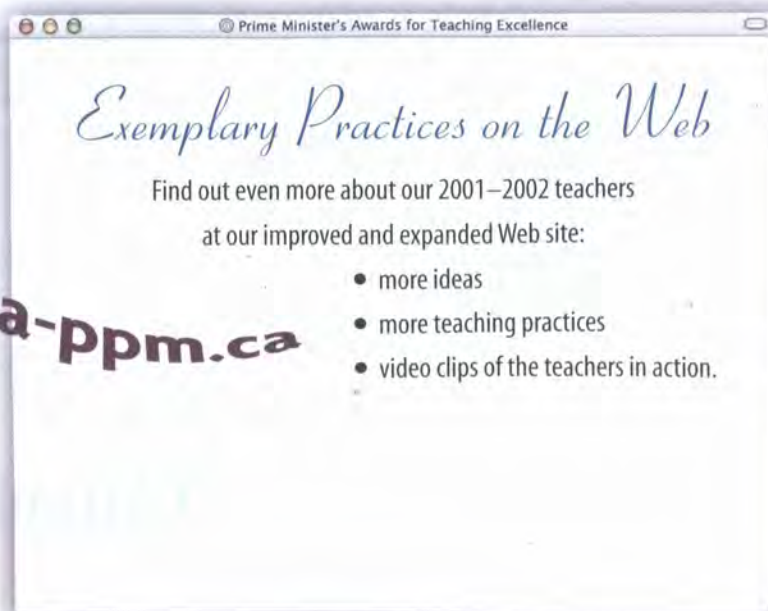 Prime Minister's Awards for Teaching Excellence
Exemplary Practices on the Web
Find out even more about our 2001–2002 teachers
at our improved and expanded Web site:
• more ideas
a-ppm.ca
• more teaching practices
• video clips of the teachers in action.